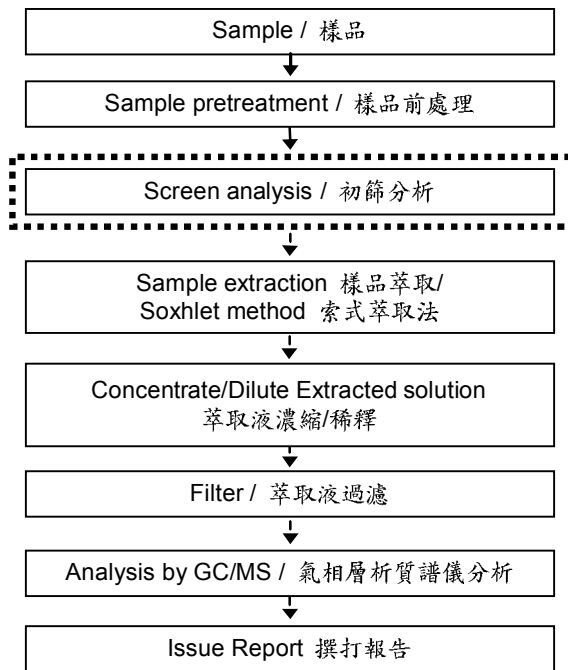 Sample / 樣品
Sample pretreatment / 樣品前處理
Screen analysis / 初篩分析
Sample extraction 樣品萃取/
Soxhlet method 索式萃取法
Concentrate/Dilute Extracted solution
萃取液濃縮/稀釋
Filter / 萃取液過濾
Analysis by GC/MS / 氣相層析質譜儀分析
Issue Report 撰打報告